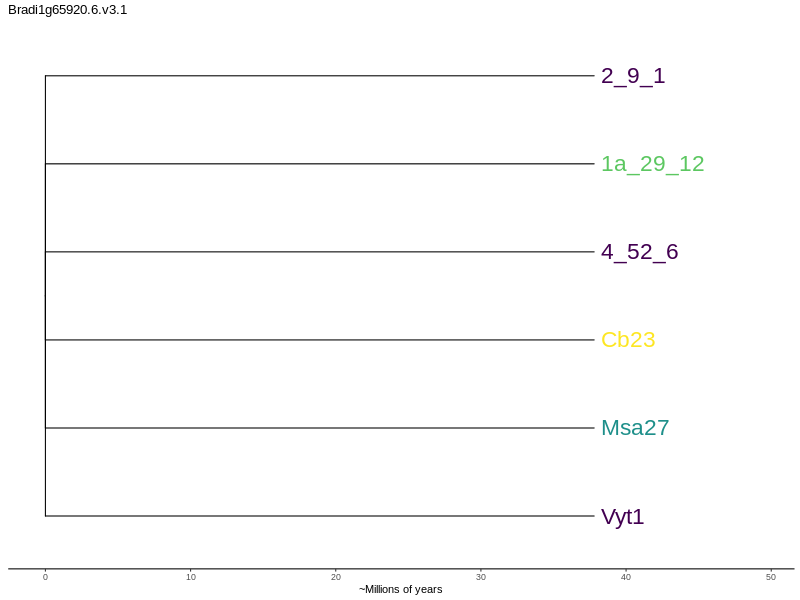 Bradi1g65920.6.v3.1
2_9_1
1a_29_12
4_52_6
Cb23
Msa27
Vyt1
0 10 20 30 40 50
~Millions of years